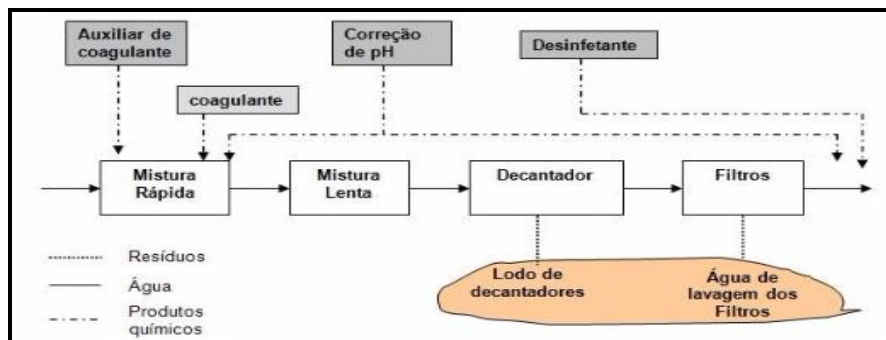 Auxiliar de
coagulante
Correção
de pH
Desinfetante
coagulante
Mistura
Rápida
Mistura
Lenta
Decantador
Filtros
Resíduos
Água
Produtos
químicos
Lodo de
decantadores
Água de
lavagem dos
Filtros